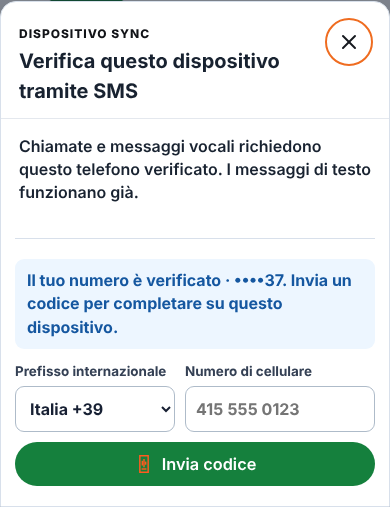 DISPOSITIVO SYNC
Verifica questo dispositivo
tramite SMS
Chiamate e messaggi vocali richiedono
questo telefono verificato. I messaggi di testo
funzionano già.
Il tuo numero è verificato · ••••37. Invia un
codice per completare su questo
dispositivo.
Prefisso internazionale
Numero di cellulare
Italia +39
415 555 0123
Invia codice